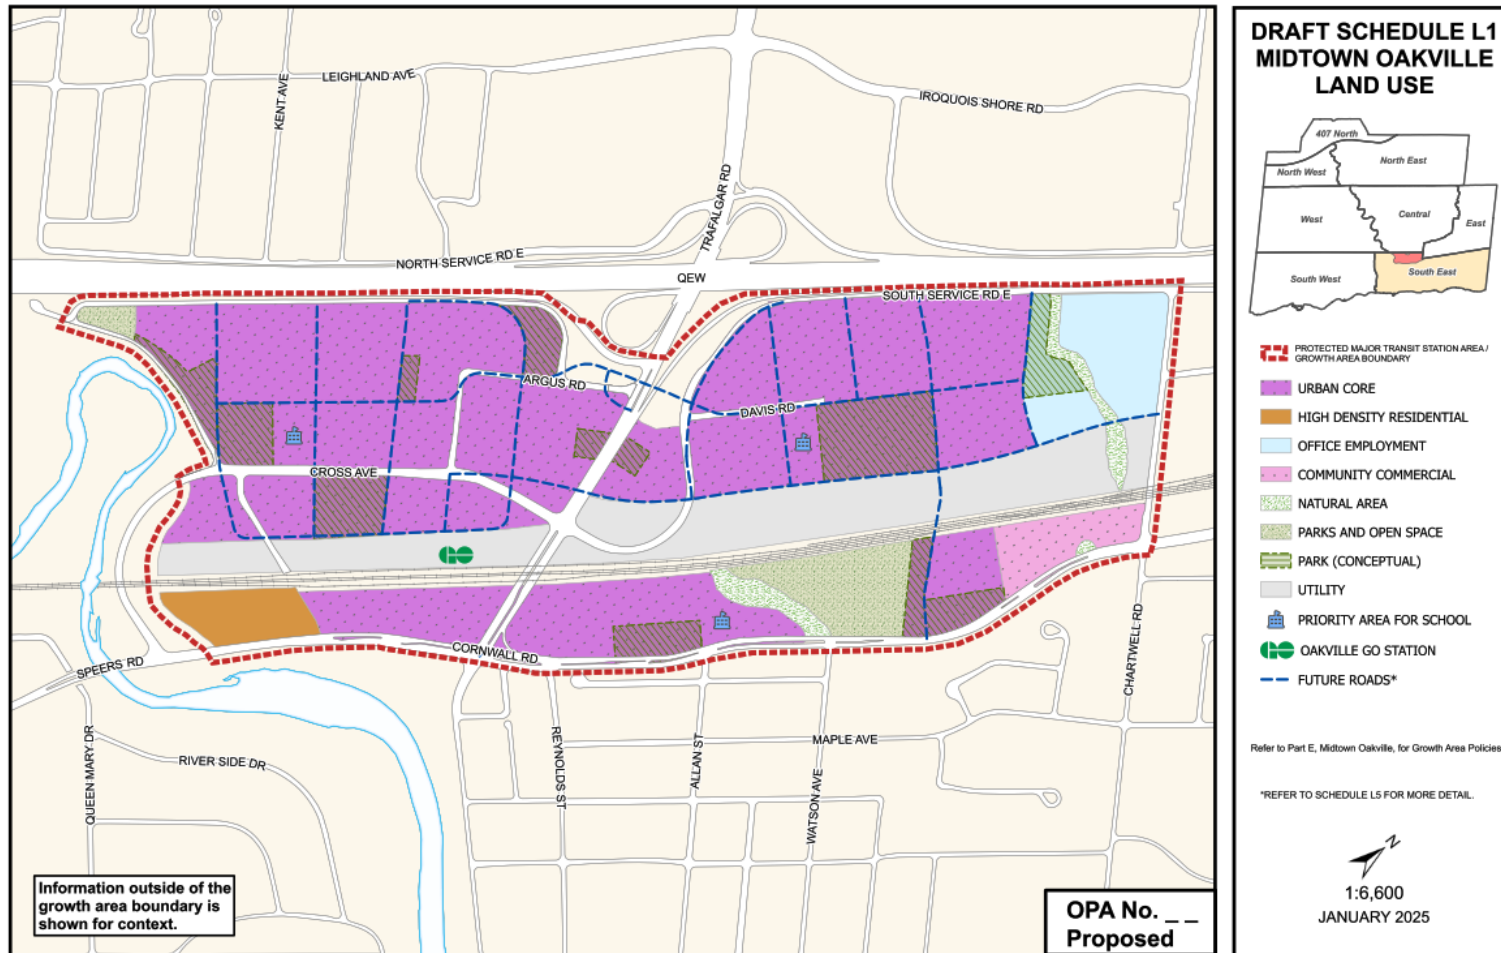 DRAFT SCHEDULE L1
MIDTOWN OAKVILLE
LAND USE
LEIGHLAND AVE
KENT AVE
IROQUOIS SHORE RD
TRAFALGAR RD
NORTH SERVICE RD E
QEW
SOUTH SERVICE RD E
ARGUS RD
DAVIS RD
CROSS AVE
CORNWALL RD
SPEERS RD
CHARTWELL RD
QUEEN MARY DR
RIVER SIDE DR
REYNOLDS ST
ALLAN ST
WATSON AVE
MAPLE AVE
Information outside of the
growth area boundary is
shown for context.
OPA No. _ _
Proposed
407 North
North West
North East
West
Central
East
South West
South East
PROTECTED MAJOR TRANSIT STATION AREA /
GROWTH AREA BOUNDARY
URBAN CORE
HIGH DENSITY RESIDENTIAL
OFFICE EMPLOYMENT
COMMUNITY COMMERCIAL
NATURAL AREA
PARKS AND OPEN SPACE
PARK (CONCEPTUAL)
UTILITY
PRIORITY AREA FOR SCHOOL
OAKVILLE GO STATION
FUTURE ROADS*
Refer to Part E, Midtown Oakville, for Growth Area Policies
*REFER TO SCHEDULE L5 FOR MORE DETAIL.
N
1:6,600
JANUARY 2025